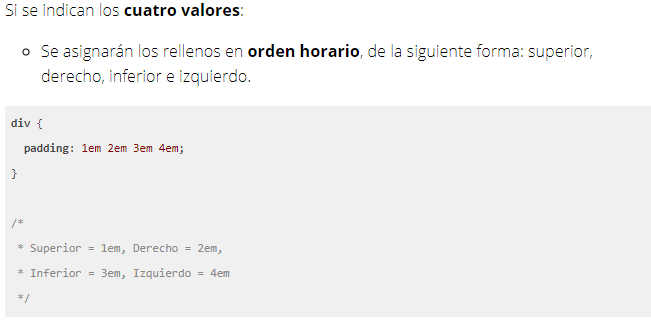 Si se indican los cuatro valores:
Se asignarán los rellenos en orden horario, de la siguiente forma: superior,
derecho, inferior e izquierdo.
div {
  padding: 1em 2em 3em 4em;
}
/*
 * Superior = 1em, Derecho = 2em,
 * Inferior = 3em, Izquierdo = 4em
 */